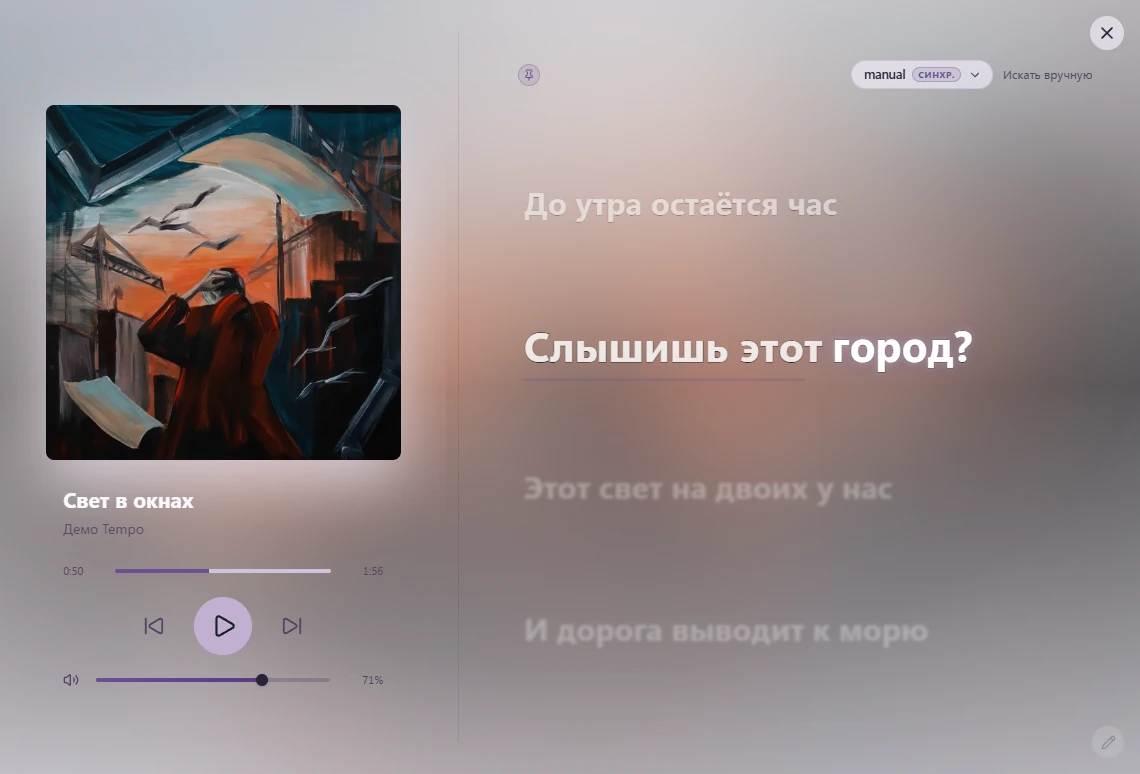 manual СИНХР. Искать вручную
До утра остаётся час
Слышишь этот город?
Этот свет на двоих у нас
И дорога выводит к морю
Свет в окнах
Демо Tempo
0:50 1:56
71%